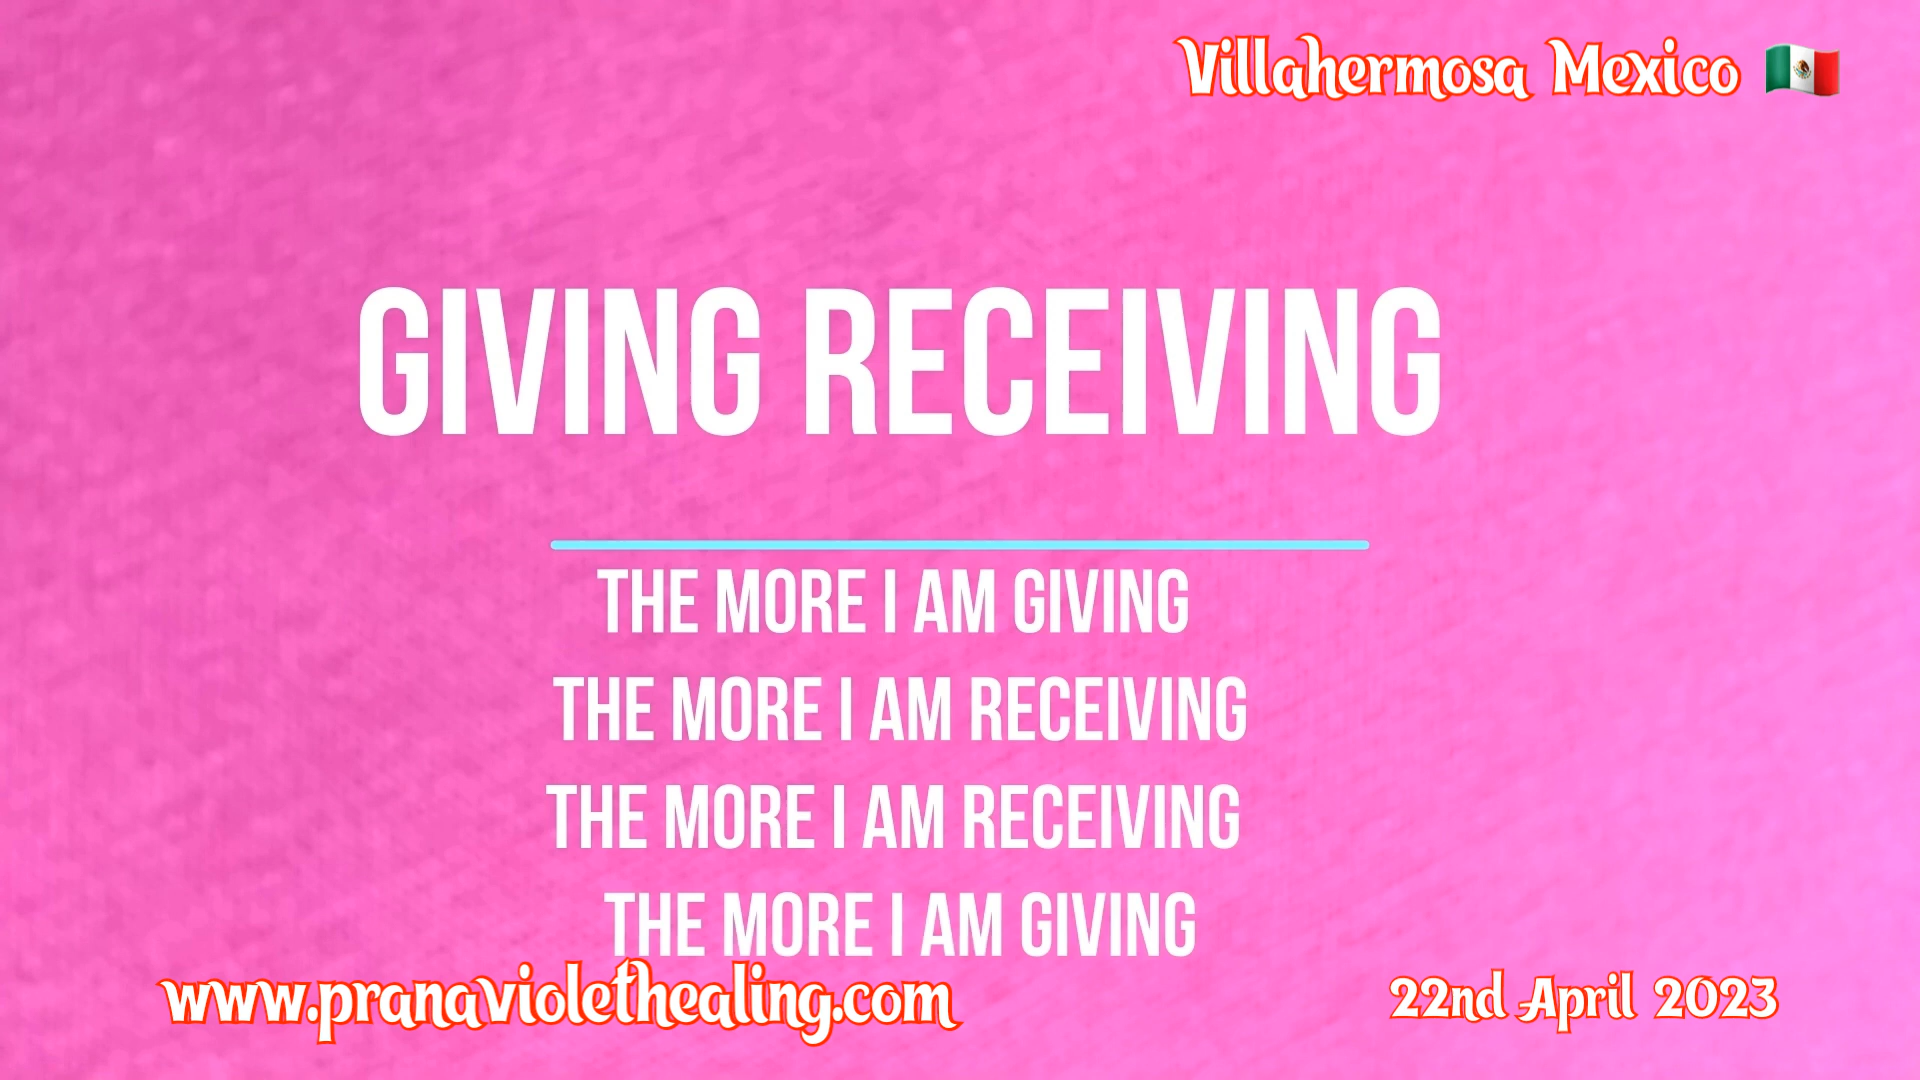 Villahermosa Mexico 🇲🇽
GIVING RECEIVING
THE MORE I AM GIVING
THE MORE I AM RECEIVING
THE MORE I AM RECEIVING
THE MORE I AM GIVING
www.pranaviolethealing.com
22nd April 2023